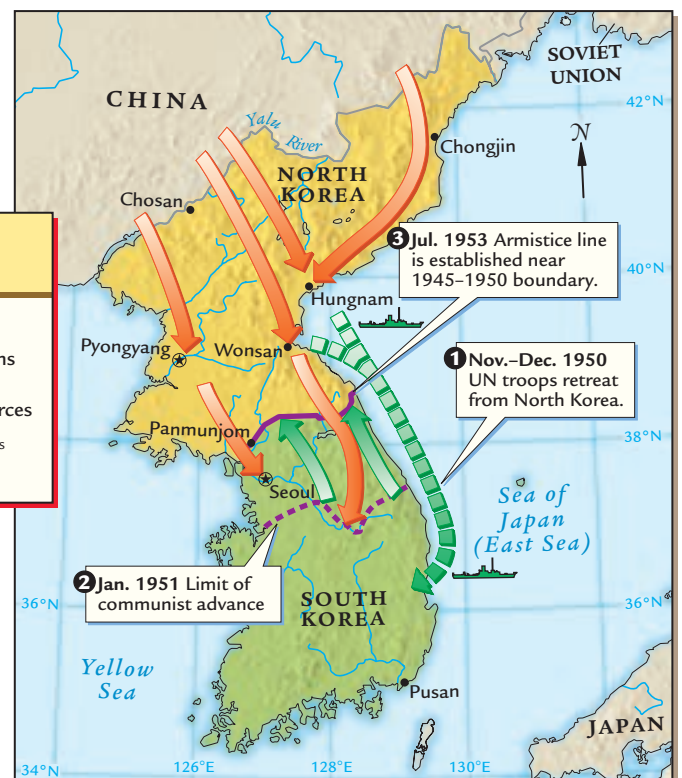 SOVIET
UNION
CHINA
42°N
Yalu
River
N
Chongjin
NORTH
KOREA
Chosan
3 Jul. 1953 Armistice line
is established near
1945–1950 boundary.
40°N
Hungnam
Pyongyang
Wonsan
ns
1 Nov.–Dec. 1950
UN troops retreat
from North Korea.
rces
Panmunjom
s
38°N
Seoul
Sea of
Japan
(East Sea)
2 Jan. 1951 Limit of
communist advance
SOUTH
KOREA
36°N
36°N
Yellow
Sea
Pusan
JAPAN
34°N
126°E
128°E
130°E